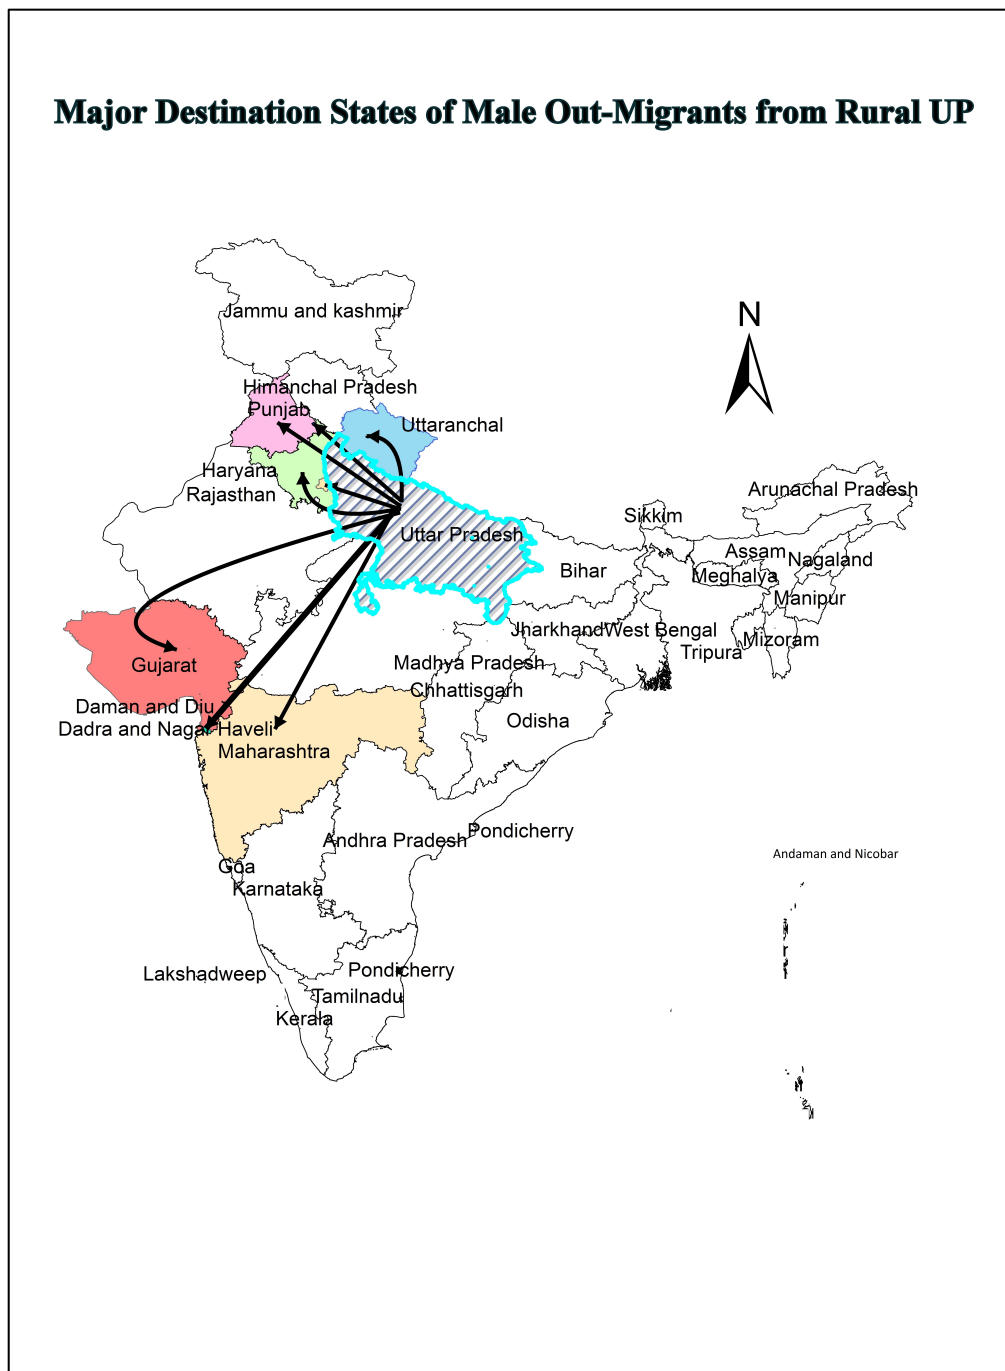 Major Destination States of Male Out-Migrants from Rural UP
N
Jammu and kashmir
Himanchal Pradesh
Punjab
Uttaranchal
Haryana
Rajasthan
Arunachal Pradesh
Sikkim
Uttar Pradesh
Assam
Nagaland
Bihar
Meghalya
Manipur
Jharkhand
West Bengal
Mizoram
Tripura
Gujarat
Madhya Pradesh
Chhattisgarh
Daman and Diu
Odisha
Dadra and Nagar Haveli
Maharashtra
Pondicherry
Andhra Pradesh
Andaman and Nicobar
Goa
Karnataka
Lakshadweep
Pondicherry
Tamilnadu
Kerala